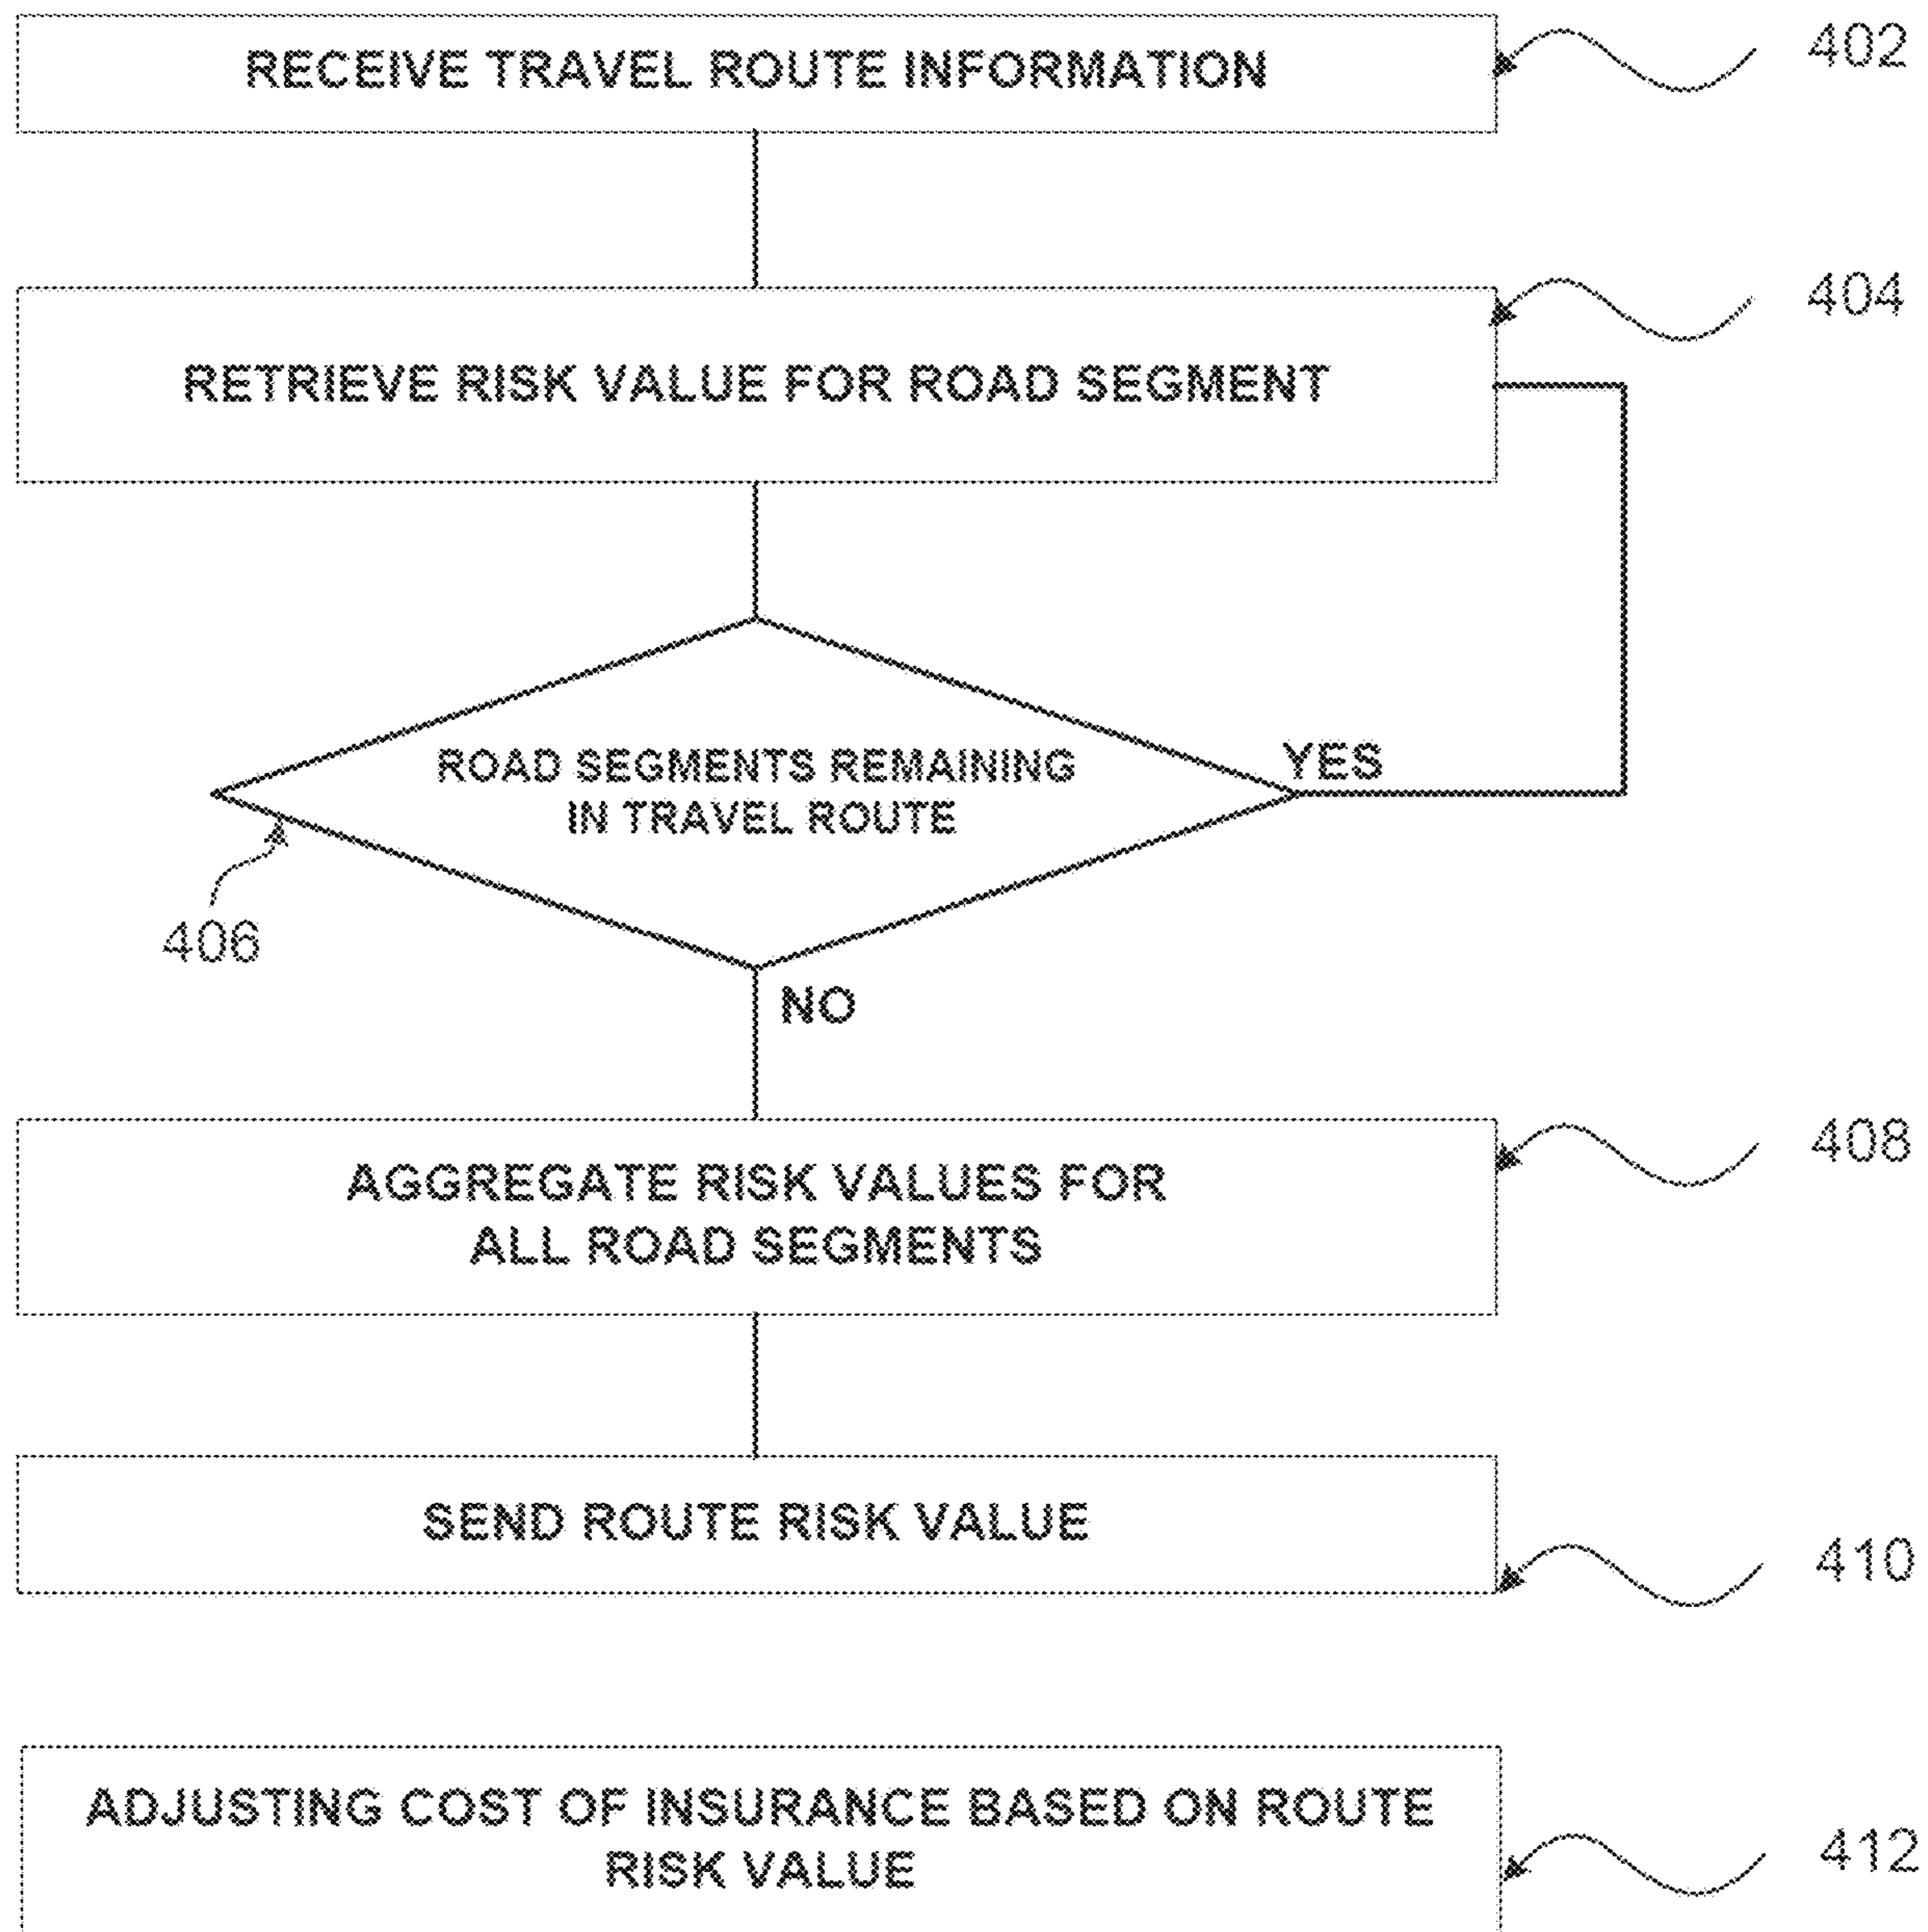 RECEIVE TRAVEL ROUTE INFORMATION
402
RETRIEVE RISK VALUE FOR ROAD SEGMENT
404
ROAD SEGMENTS REMAINING
IN TRAVEL ROUTE
YES
406
NO
AGGREGATE RISK VALUES FOR
ALL ROAD SEGMENTS
408
SEND ROUTE RISK VALUE
410
ADJUSTING COST OF INSURANCE BASED ON ROUTE
RISK VALUE
412